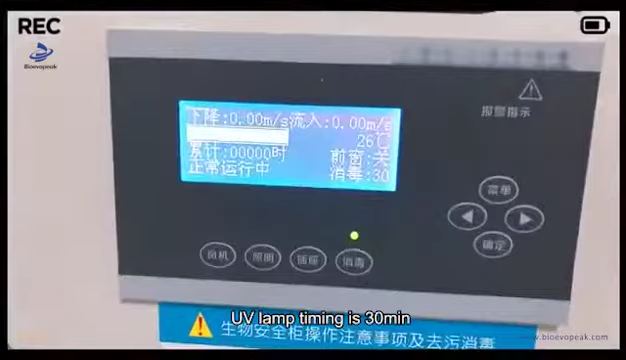 REC
Bioevopeak
下降:0.00m/s流入:0.00m/s
26℃
累计:00000时 前窗:关
正常运行中 消毒:30
报警指示
菜单
确定
风机 照明 插座 消毒
UV lamp timing is 30min
生物安全柜操作注意事项及去污消毒
www.bioevopeak.com